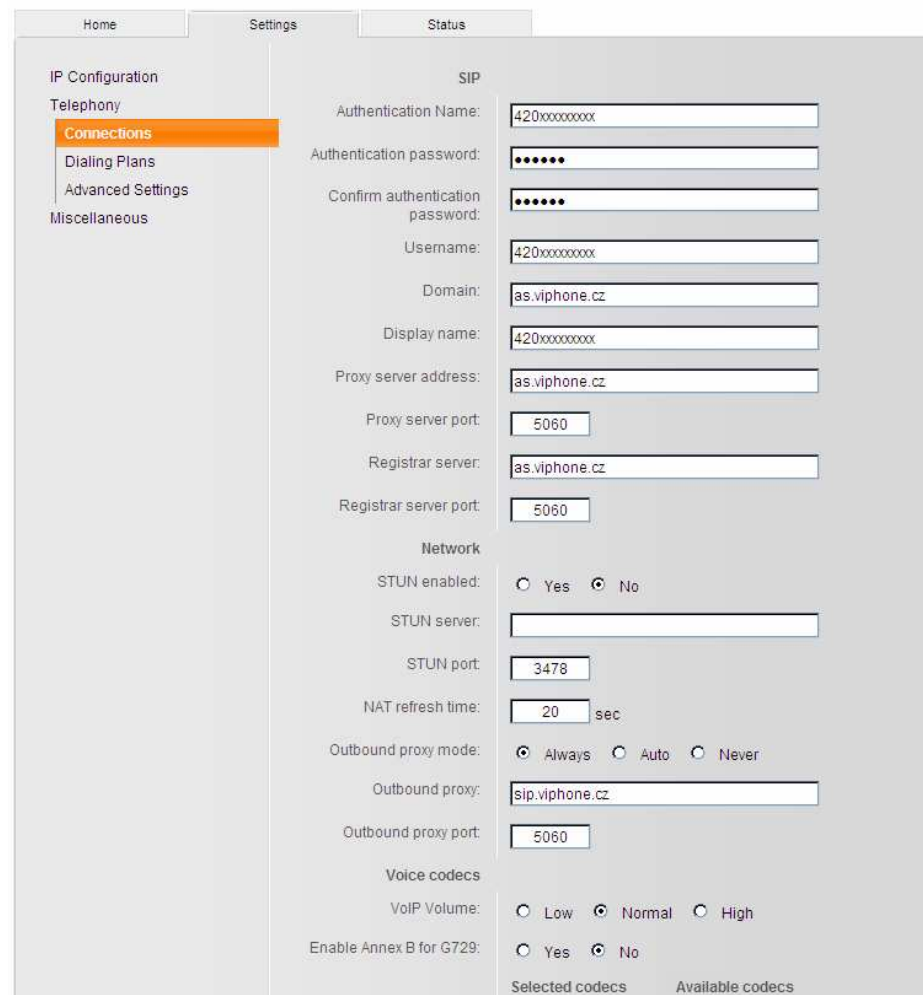 Home Settings Status
IP Configuration
Telephony
Connections
Dialing Plans
Advanced Settings
Miscellaneous
SIP
Authentication Name: 420xxxxxxxxx
Authentication password: ●●●●●●
Confirm authentication
password: ●●●●●●
Username: 420xxxxxxxxx
Domain: as.viphone.cz
Display name: 420xxxxxxxxx
Proxy server address: as.viphone.cz
Proxy server port: 5060
Registrar server: as.viphone.cz
Registrar server port: 5060
Network
STUN enabled: Yes No
STUN server:
STUN port: 3478
NAT refresh time: 20 sec
Outbound proxy mode: Always Auto Never
Outbound proxy: sip.viphone.cz
Outbound proxy port: 5060
Voice codecs
VoIP Volume: Low Normal High
Enable Annex B for G729: Yes No
Selected codecs Available codecs